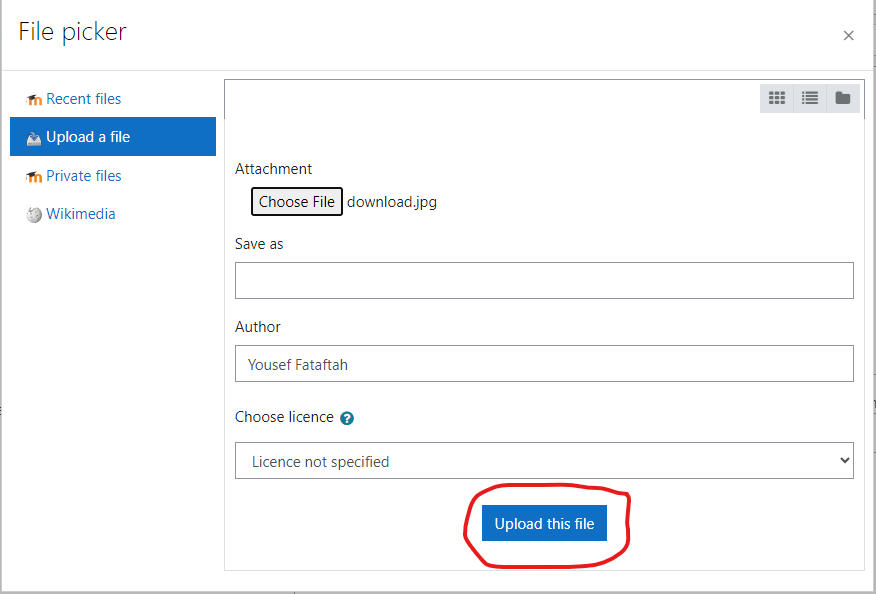 File picker
×
Recent files
Upload a file
Private files
Wikimedia
Attachment
Choose File download.jpg
Save as
Author
Yousef Fataftah
Choose licence ?
Licence not specified
Upload this file